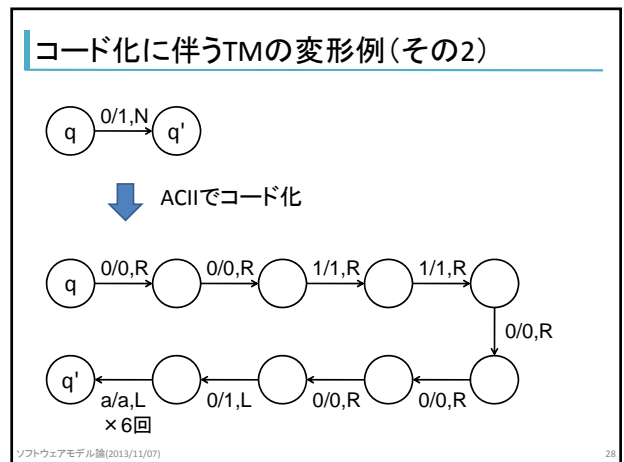 コード化に伴うTMの変形例(その2)
0/1,N
q
q'
ACIIでコード化
0/0,R
0/0,R
1/1,R
1/1,R
q
0/0,R
q'
a/a,L
×6回
0/1,L
0/0,R
0/0,R
ソフトウェアモデル論(2013/11/07)
28